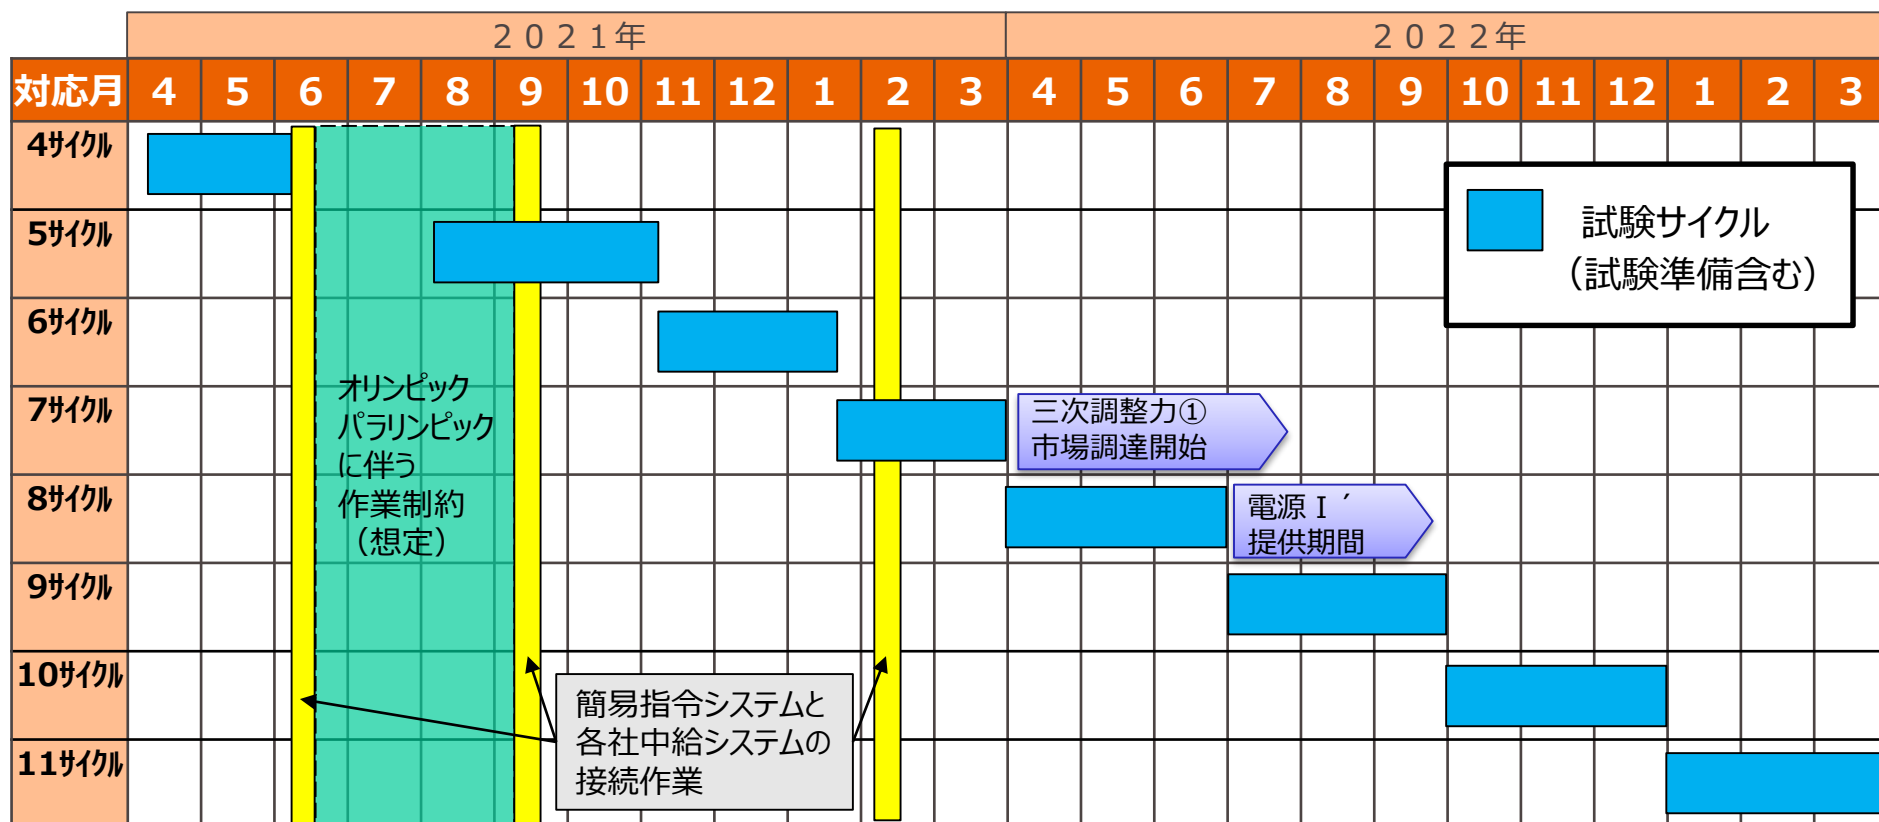 ２０２１年
２０２２年
対応月 4 5 6 7 8 9 10 11 12 1 2 3 4 5 6 7 8 9 10 11 12 1 2 3
4ｻｲｸﾙ
5ｻｲｸﾙ
試験サイクル
（試験準備含む）
6ｻｲｸﾙ
オリンピック
パラリンピック
に伴う
作業制約
（想定）
7ｻｲｸﾙ
三次調整力①
市場調達開始
8ｻｲｸﾙ
電源Ⅰ´
提供期間
9ｻｲｸﾙ
10ｻｲｸﾙ
簡易指令システムと
各社中給システムの
接続作業
11ｻｲｸﾙ